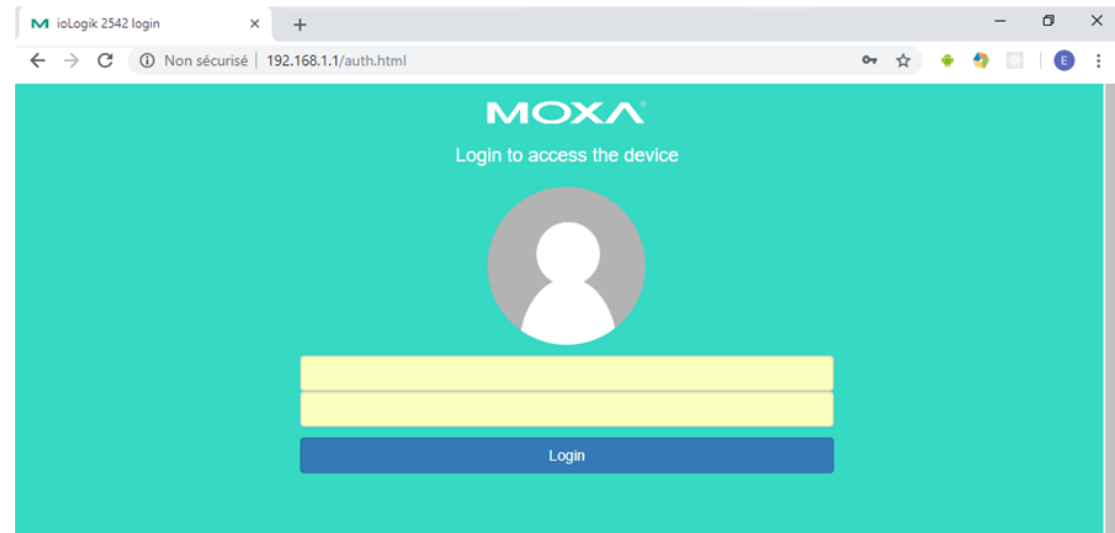 ioLogik 2542 login
Non sécurisé | 192.168.1.1/auth.html
E
MOXA®
Login to access the device
Login